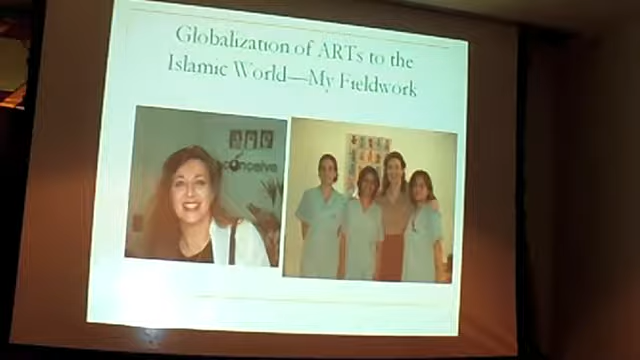 Globalization of ARTs to the
Islamic World—My Fieldwork
conceive